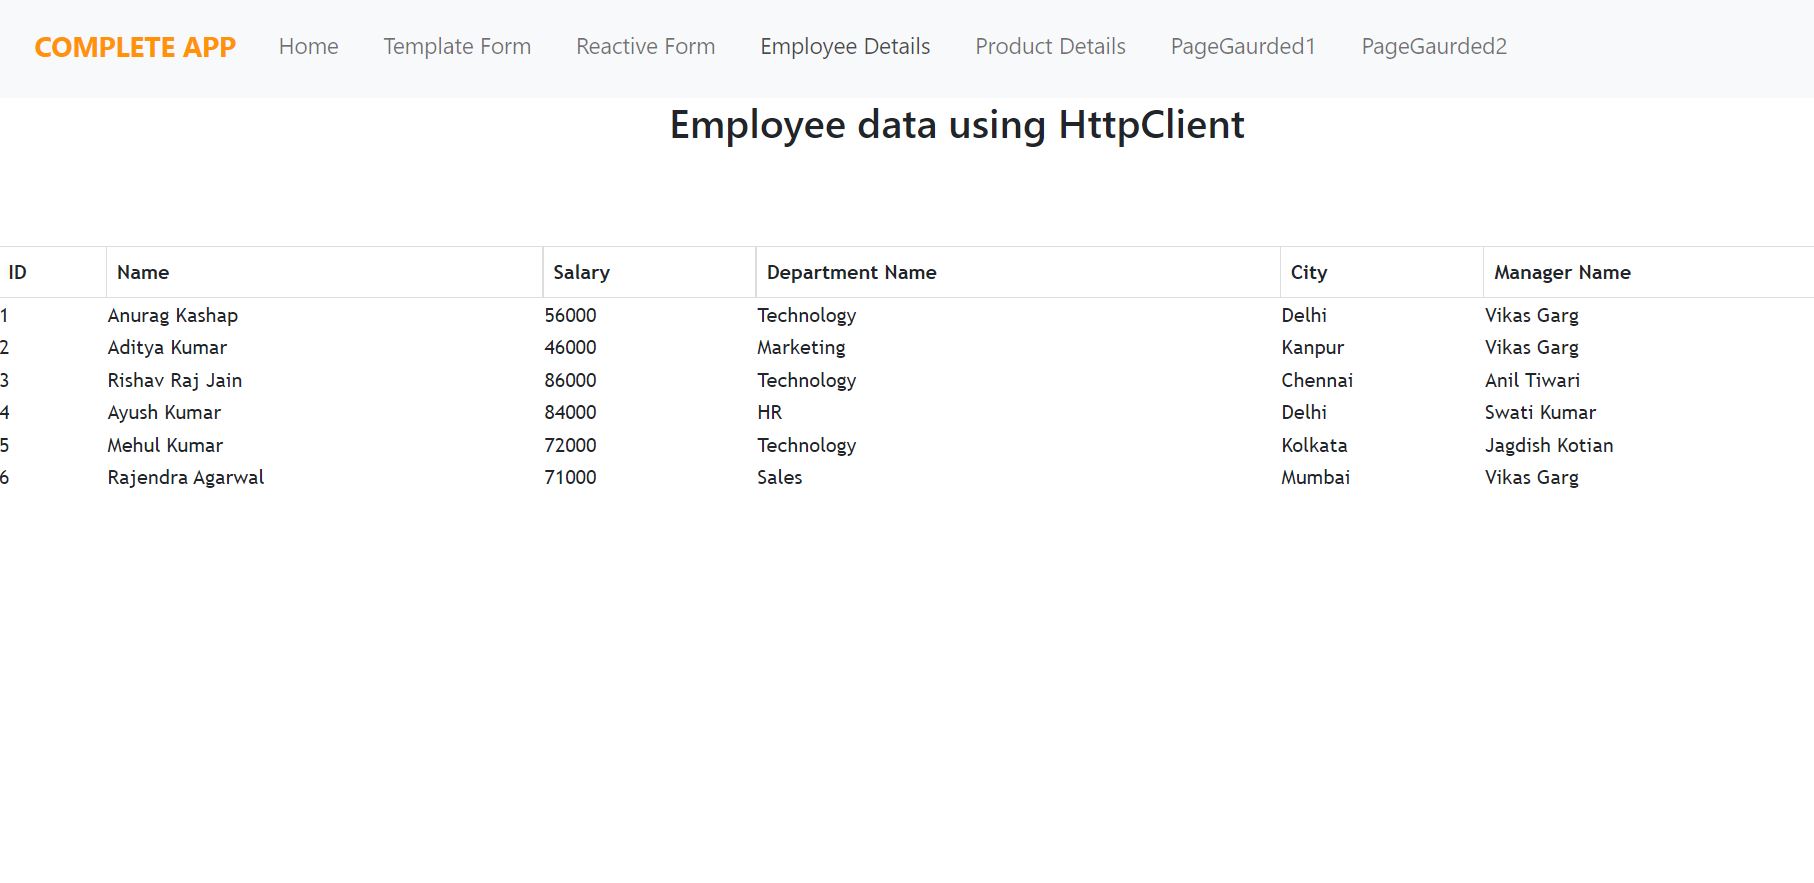 COMPLETE APP Home Template Form Reactive Form Employee Details Product Details PageGaurded1 PageGaurded2
Employee data using HttpClient
ID Name Salary Department Name City Manager Name
1 Anurag Kashap 56000 Technology Delhi Vikas Garg
2 Aditya Kumar 46000 Marketing Kanpur Vikas Garg
3 Rishav Raj Jain 86000 Technology Chennai Anil Tiwari
4 Ayush Kumar 84000 HR Delhi Swati Kumar
5 Mehul Kumar 72000 Technology Kolkata Jagdish Kotian
6 Rajendra Agarwal 71000 Sales Mumbai Vikas Garg